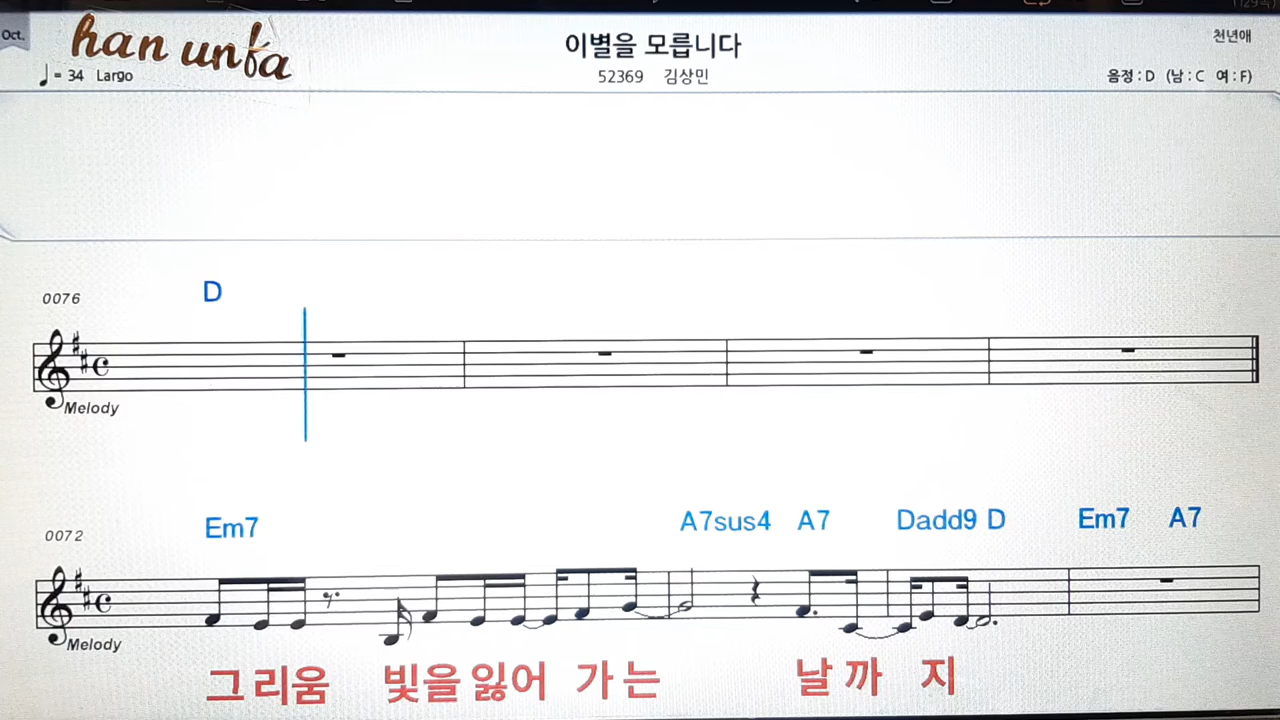 Oct.
han unfa
이별을 모릅니다
천년애
= 34 Largo
52369 김상민
음정 : D (남 : C 여 : F)
D
0076
Melody
Em7 A7sus4 A7 Dadd9 D Em7 A7
0072
Melody
그리움 빛을 잃어 가는 날까 지